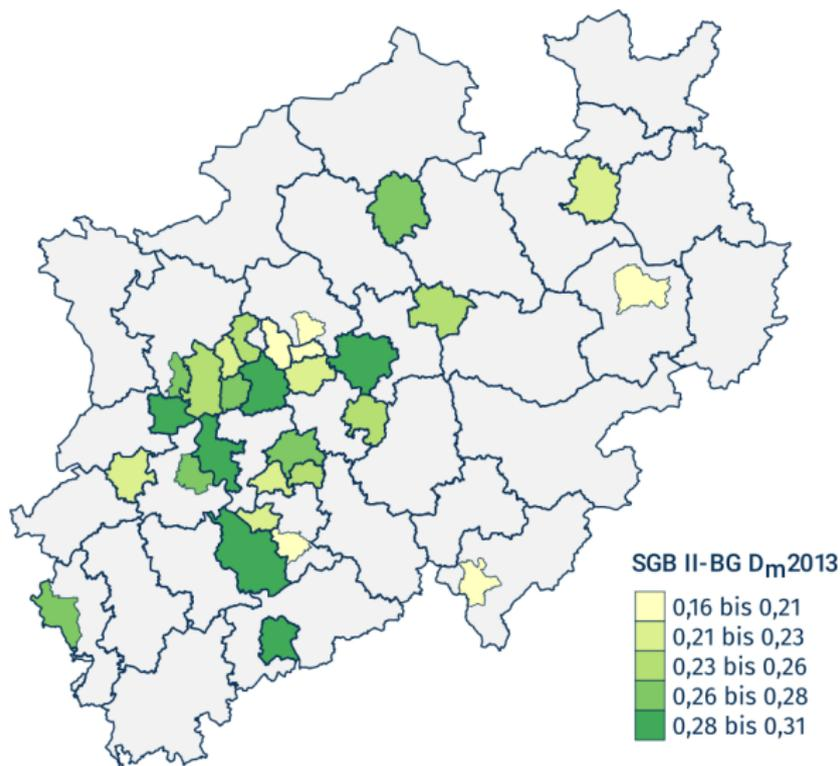 SGB II-BG Dm2013
0,16 bis 0,21
0,21 bis 0,23
0,23 bis 0,26
0,26 bis 0,28
0,28 bis 0,31